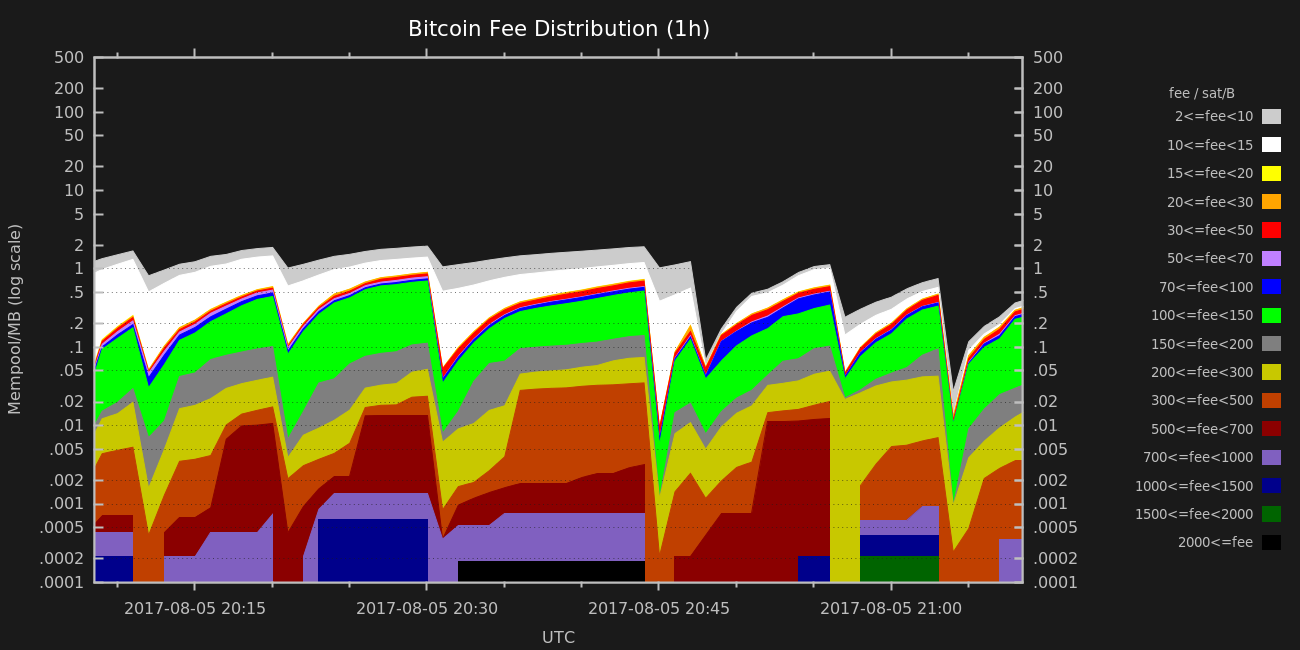 Bitcoin Fee Distribution (1h)
500
200
100
50
20
10
5
2
1
.5
.2
.1
.05
.02
.01
.005
.002
.001
.0005
.0002
.0001
Mempool/MB (log scale)
500
200
100
50
20
10
5
2
1
.5
.2
.1
.05
.02
.01
.005
.002
.001
.0005
.0002
.0001
2017-08-05 20:15
2017-08-05 20:30
2017-08-05 20:45
2017-08-05 21:00
UTC
fee / sat/B
2<=fee<10
10<=fee<15
15<=fee<20
20<=fee<30
30<=fee<50
50<=fee<70
70<=fee<100
100<=fee<150
150<=fee<200
200<=fee<300
300<=fee<500
500<=fee<700
700<=fee<1000
1000<=fee<1500
1500<=fee<2000
2000<=fee